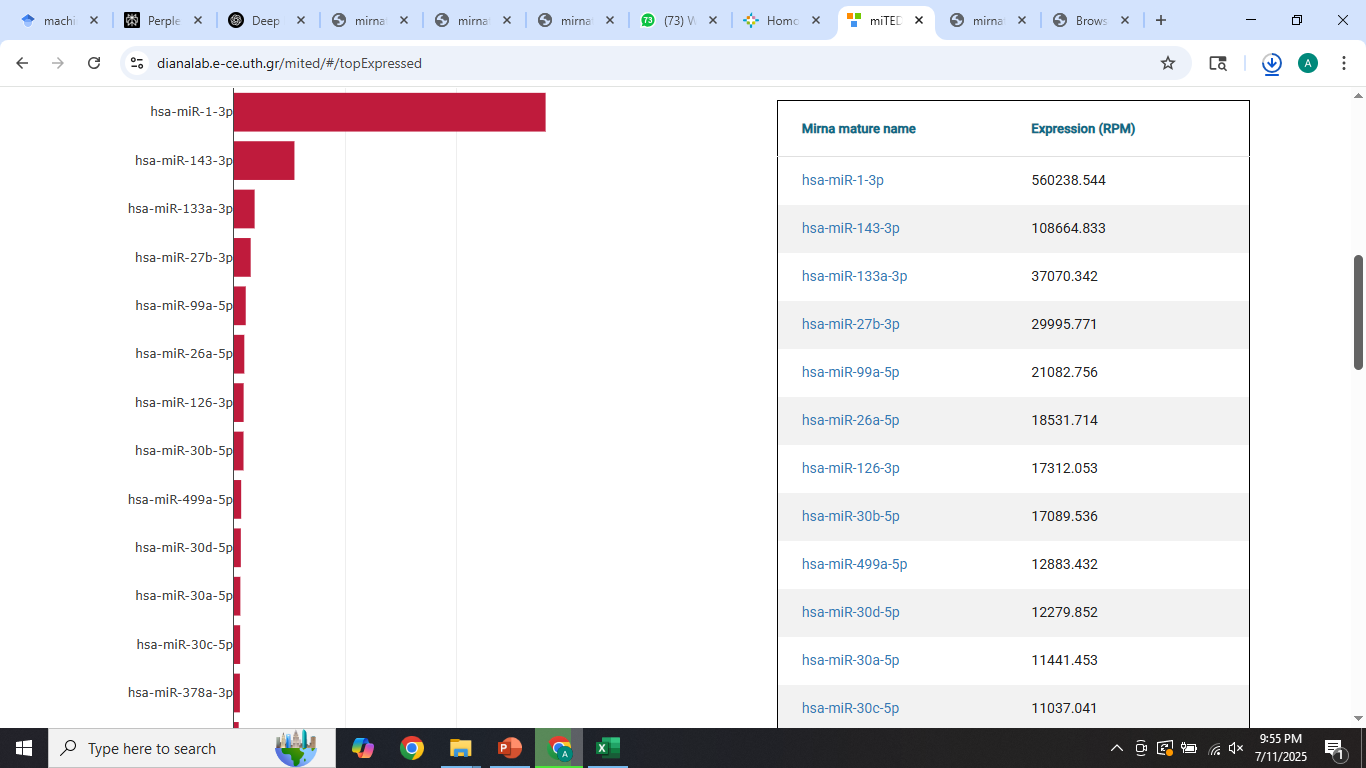 machi
Perple
Deep
mirna
mirna
mirna
73
(73) W
Homo
miTED
mirna
Brows
dianalab.e-ce.uth.gr/mited/#/topExpressed
A
hsa-miR-1-3p
hsa-miR-143-3p
hsa-miR-133a-3p
hsa-miR-27b-3p
hsa-miR-99a-5p
hsa-miR-26a-5p
hsa-miR-126-3p
hsa-miR-30b-5p
hsa-miR-499a-5p
hsa-miR-30d-5p
hsa-miR-30a-5p
hsa-miR-30c-5p
hsa-miR-378a-3p
Mirna mature name Expression (RPM)
hsa-miR-1-3p 560238.544
hsa-miR-143-3p 108664.833
hsa-miR-133a-3p 37070.342
hsa-miR-27b-3p 29995.771
hsa-miR-99a-5p 21082.756
hsa-miR-26a-5p 18531.714
hsa-miR-126-3p 17312.053
hsa-miR-30b-5p 17089.536
hsa-miR-499a-5p 12883.432
hsa-miR-30d-5p 12279.852
hsa-miR-30a-5p 11441.453
hsa-miR-30c-5p 11037.041
Type here to search
A
9:55 PM
7/11/2025
1